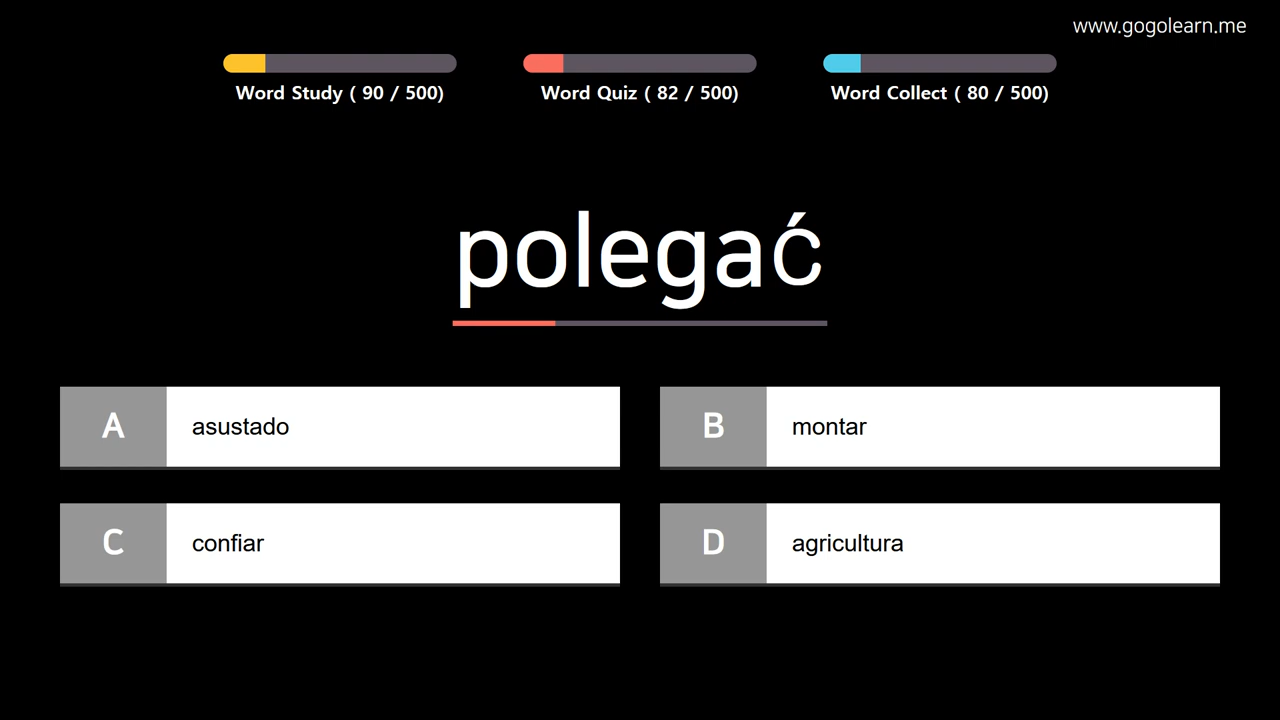 www.gogolearn.me
Word Study ( 90 / 500)
Word Quiz ( 82 / 500)
Word Collect ( 80 / 500)
polegać
A asustado
B montar
C confiar
D agricultura